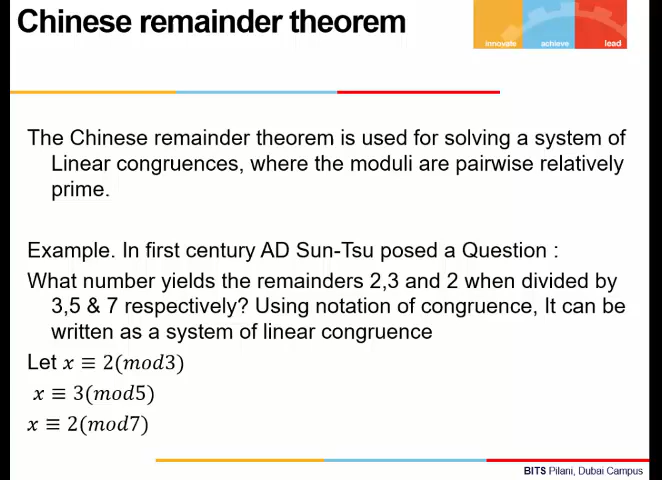 Chinese remainder theorem
innovate achieve lead
The Chinese remainder theorem is used for solving a system of
Linear congruences, where the moduli are pairwise relatively
prime.
Example. In first century AD Sun-Tsu posed a Question :
What number yields the remainders 2,3 and 2 when divided by
3,5 & 7 respectively? Using notation of congruence, It can be
written as a system of linear congruence
Let x ≡ 2(mod3)
x ≡ 3(mod5)
x ≡ 2(mod7)
BITS Pilani, Dubai Campus